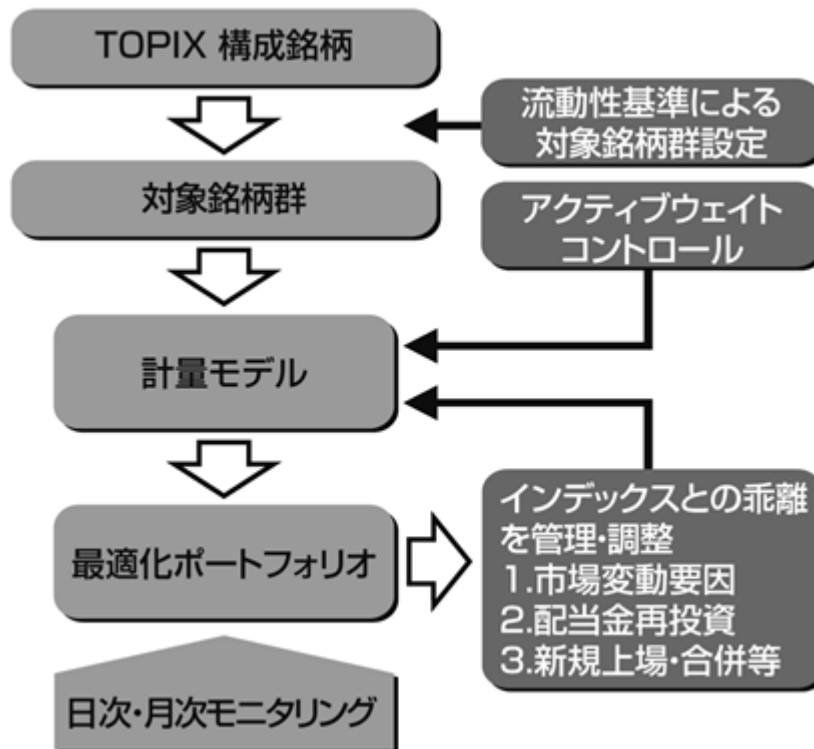 TOPIX 構成銘柄
流動性基準による
対象銘柄群設定
対象銘柄群
アクティブウェイト
コントロール
計量モデル
最適化ポートフォリオ
インデックスとの乖離
を管理・調整
1.市場変動要因
2.配当金再投資
3.新規上場・合併等
日次・月次モニタリング